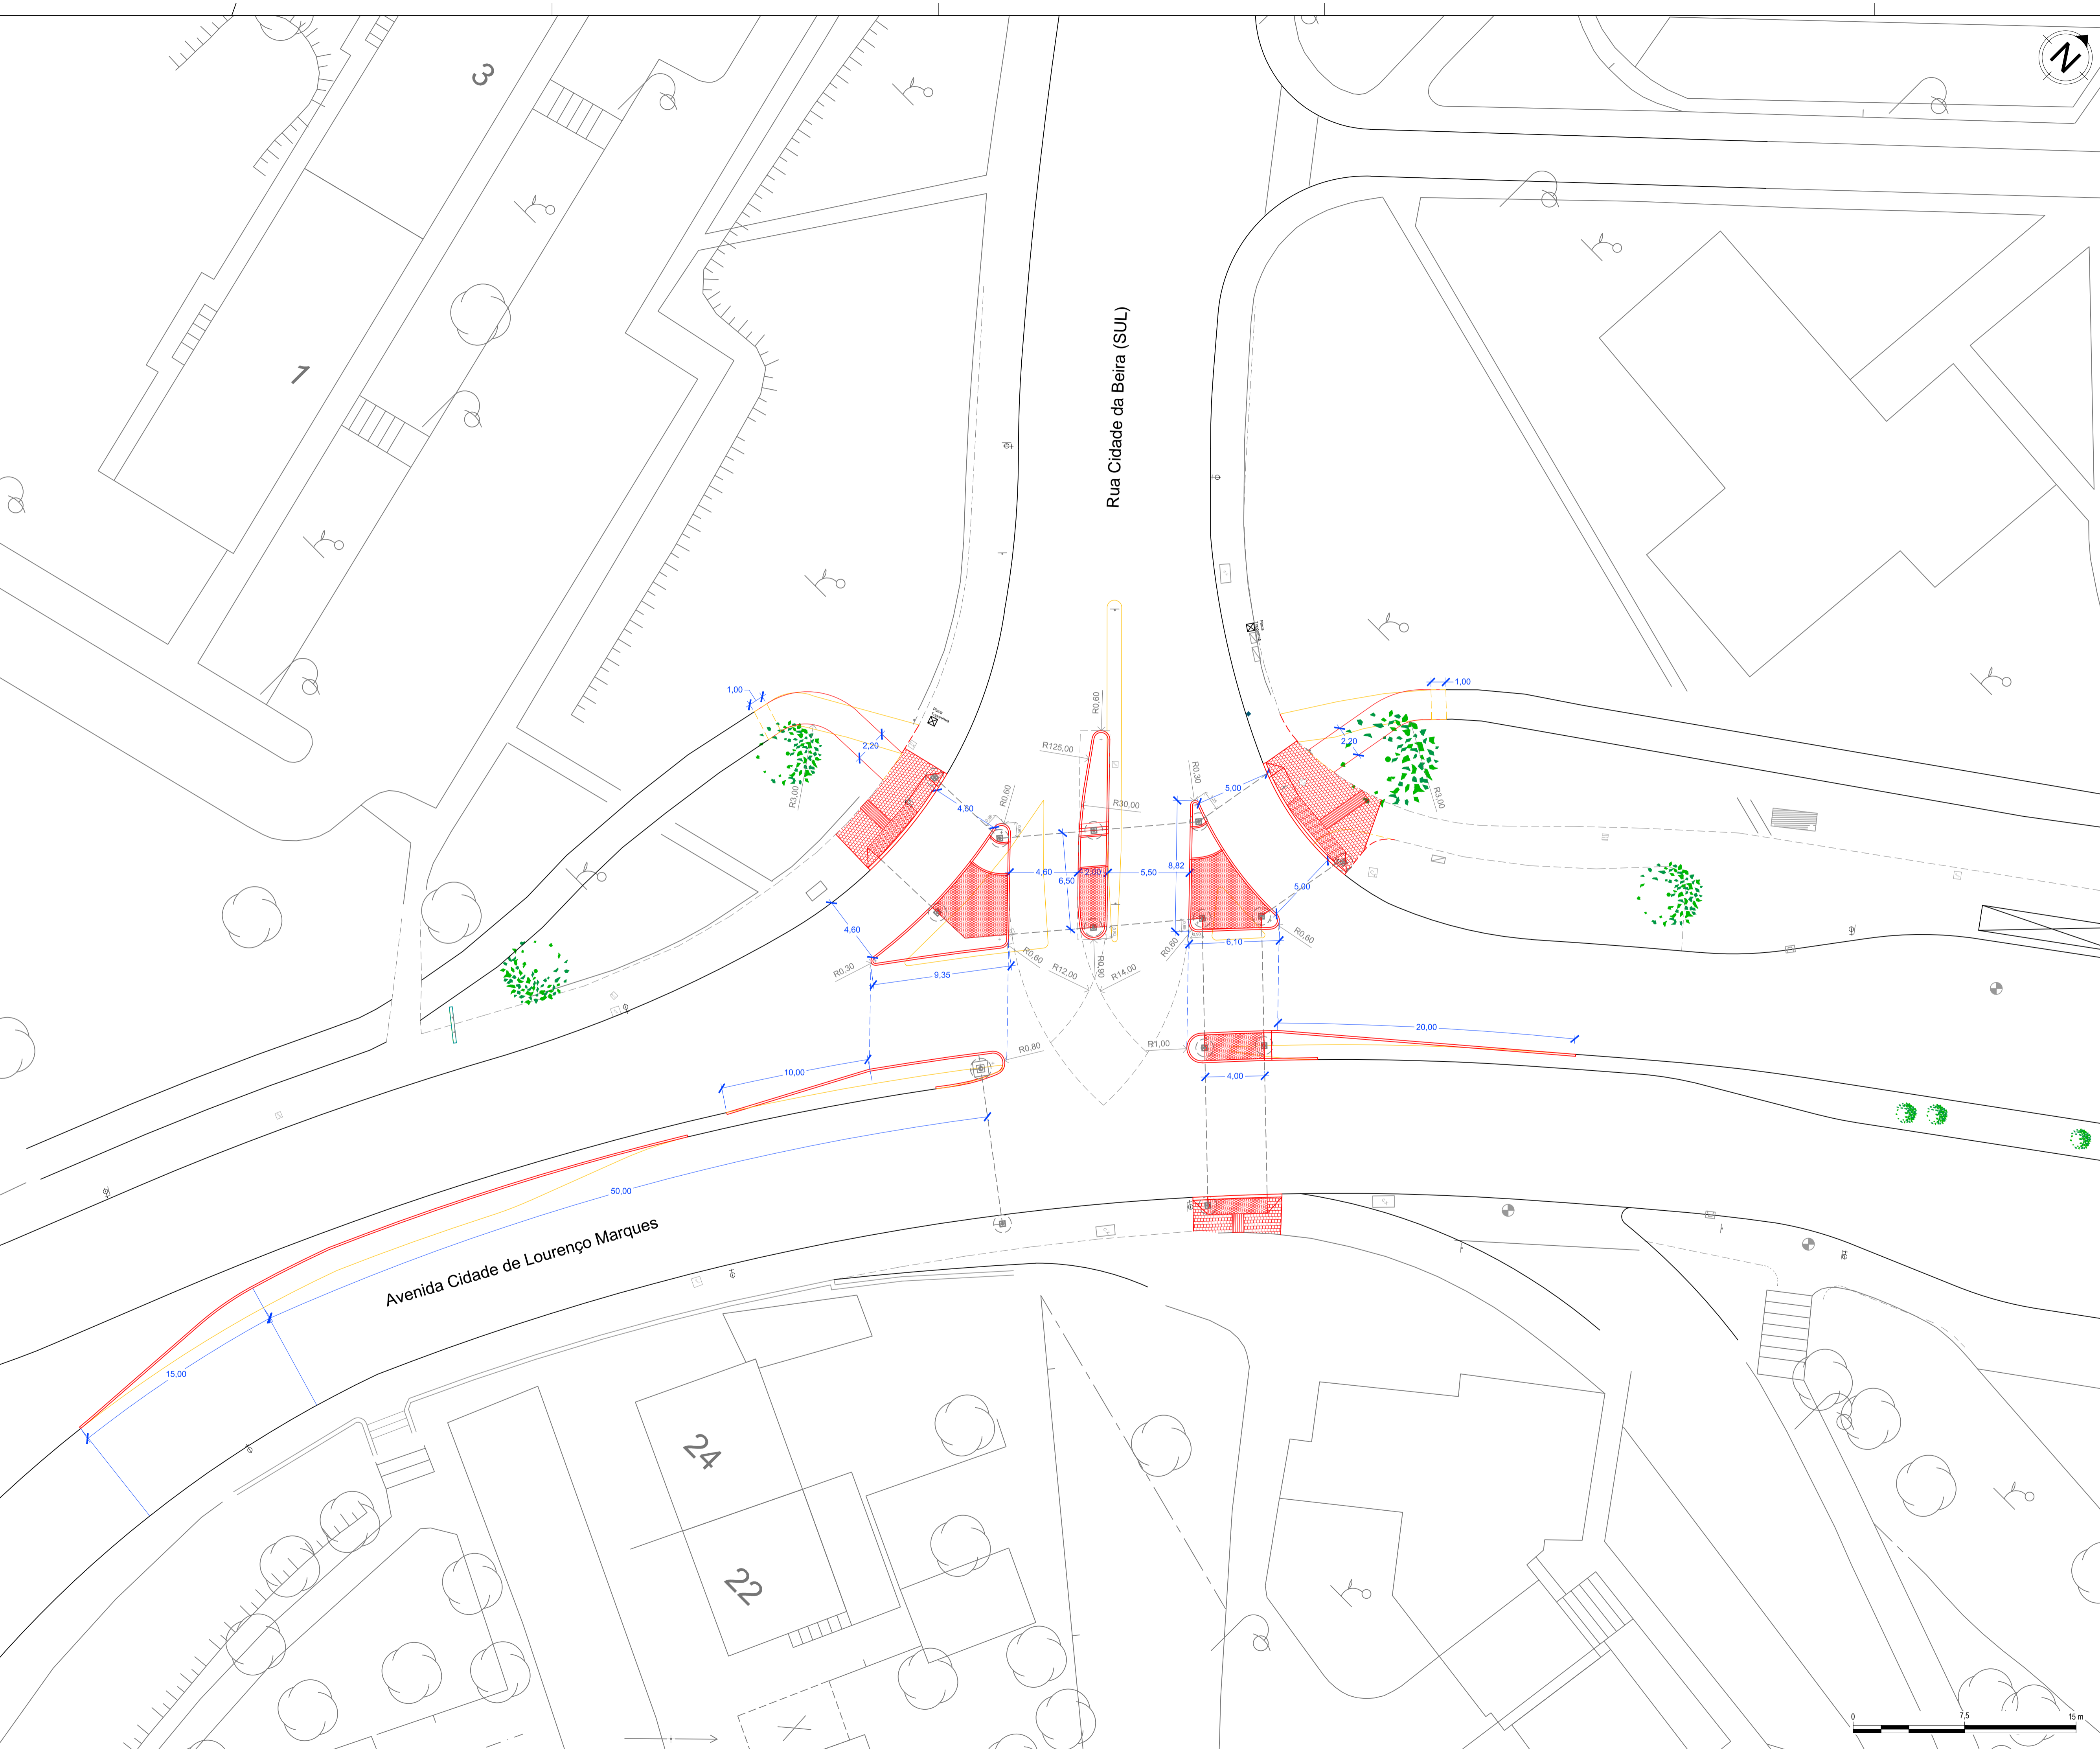 3
N
1
Rua Cidade da Beira (SUL)
1,00
1,00
R0,60
2,20
2,20
R125,00
R3,00
R0,60
R0,30
5,00
R3,00
4,60
R30,00
8,82
4,60
6,50
2,00
5,50
5,00
4,60
R0,30
9,35
R0,60
R12,00
R0,90
R14,00
R0,60
6,10
R0,60
20,00
R0,80
R1,00
10,00
4,00
50,00
Avenida Cidade de Lourenço Marques
15,00
24
22
0
7,5
15 m